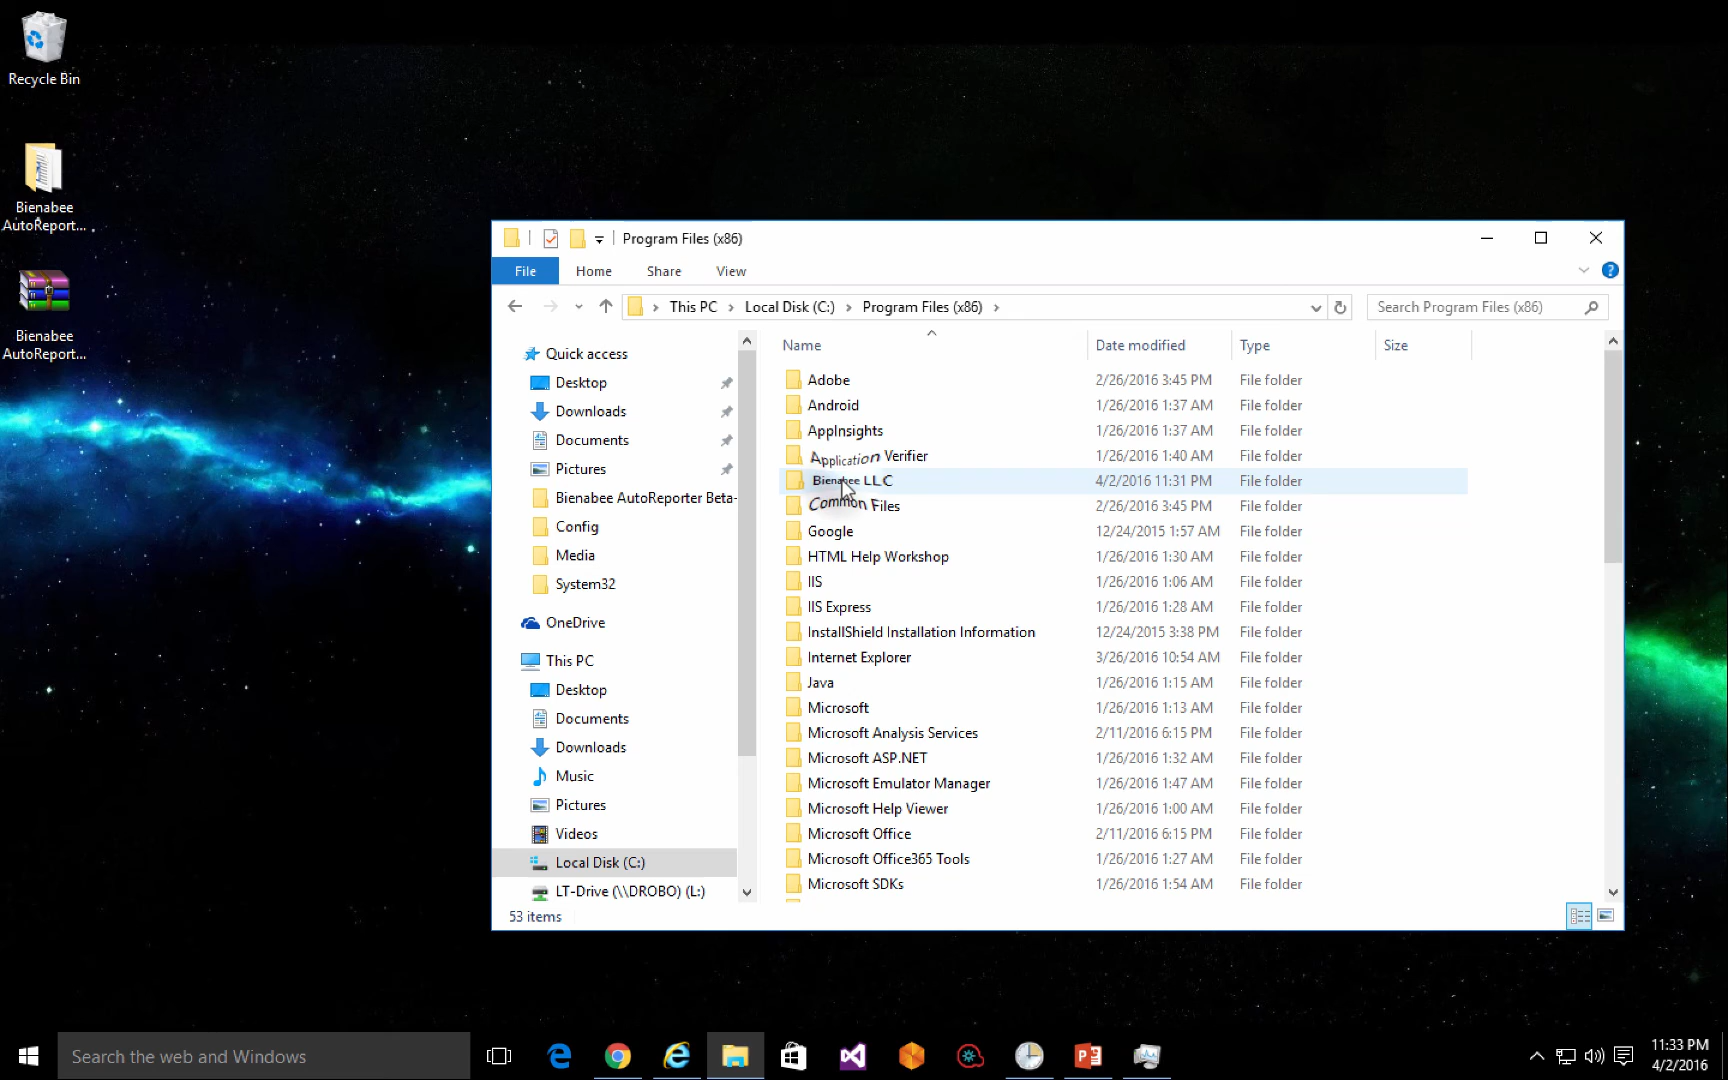 Recycle Bin
Bienabee
AutoReport...
Bienabee
AutoReport...
Program Files (x86)
File Home Share View
This PC Local Disk (C:) Program Files (x86)
Search Program Files (x86)
Quick access
Desktop
Downloads
Documents
Pictures
Bienabee AutoReporter Beta-
Config
Media
System32
OneDrive
This PC
Desktop
Documents
Downloads
Music
Pictures
Videos
Local Disk (C:)
LT-Drive (\\DROBO) (L:)
Name Date modified Type Size
Adobe 2/26/2016 3:45 PM File folder
Android 1/26/2016 1:37 AM File folder
AppInsights 1/26/2016 1:37 AM File folder
Application Verifier 1/26/2016 1:40 AM File folder
Bienabee LLC 4/2/2016 11:31 PM File folder
Common Files 2/26/2016 3:45 PM File folder
Google 12/24/2015 1:57 AM File folder
HTML Help Workshop 1/26/2016 1:30 AM File folder
IIS 1/26/2016 1:06 AM File folder
IIS Express 1/26/2016 1:28 AM File folder
InstallShield Installation Information 12/24/2015 3:38 PM File folder
Internet Explorer 3/26/2016 10:54 AM File folder
Java 1/26/2016 1:15 AM File folder
Microsoft 1/26/2016 1:13 AM File folder
Microsoft Analysis Services 2/11/2016 6:15 PM File folder
Microsoft ASP.NET 1/26/2016 1:32 AM File folder
Microsoft Emulator Manager 1/26/2016 1:47 AM File folder
Microsoft Help Viewer 1/26/2016 1:00 AM File folder
Microsoft Office 2/11/2016 6:15 PM File folder
Microsoft Office365 Tools 1/26/2016 1:27 AM File folder
Microsoft SDKs 1/26/2016 1:54 AM File folder
53 items
Search the web and Windows
11:33 PM
4/2/2016